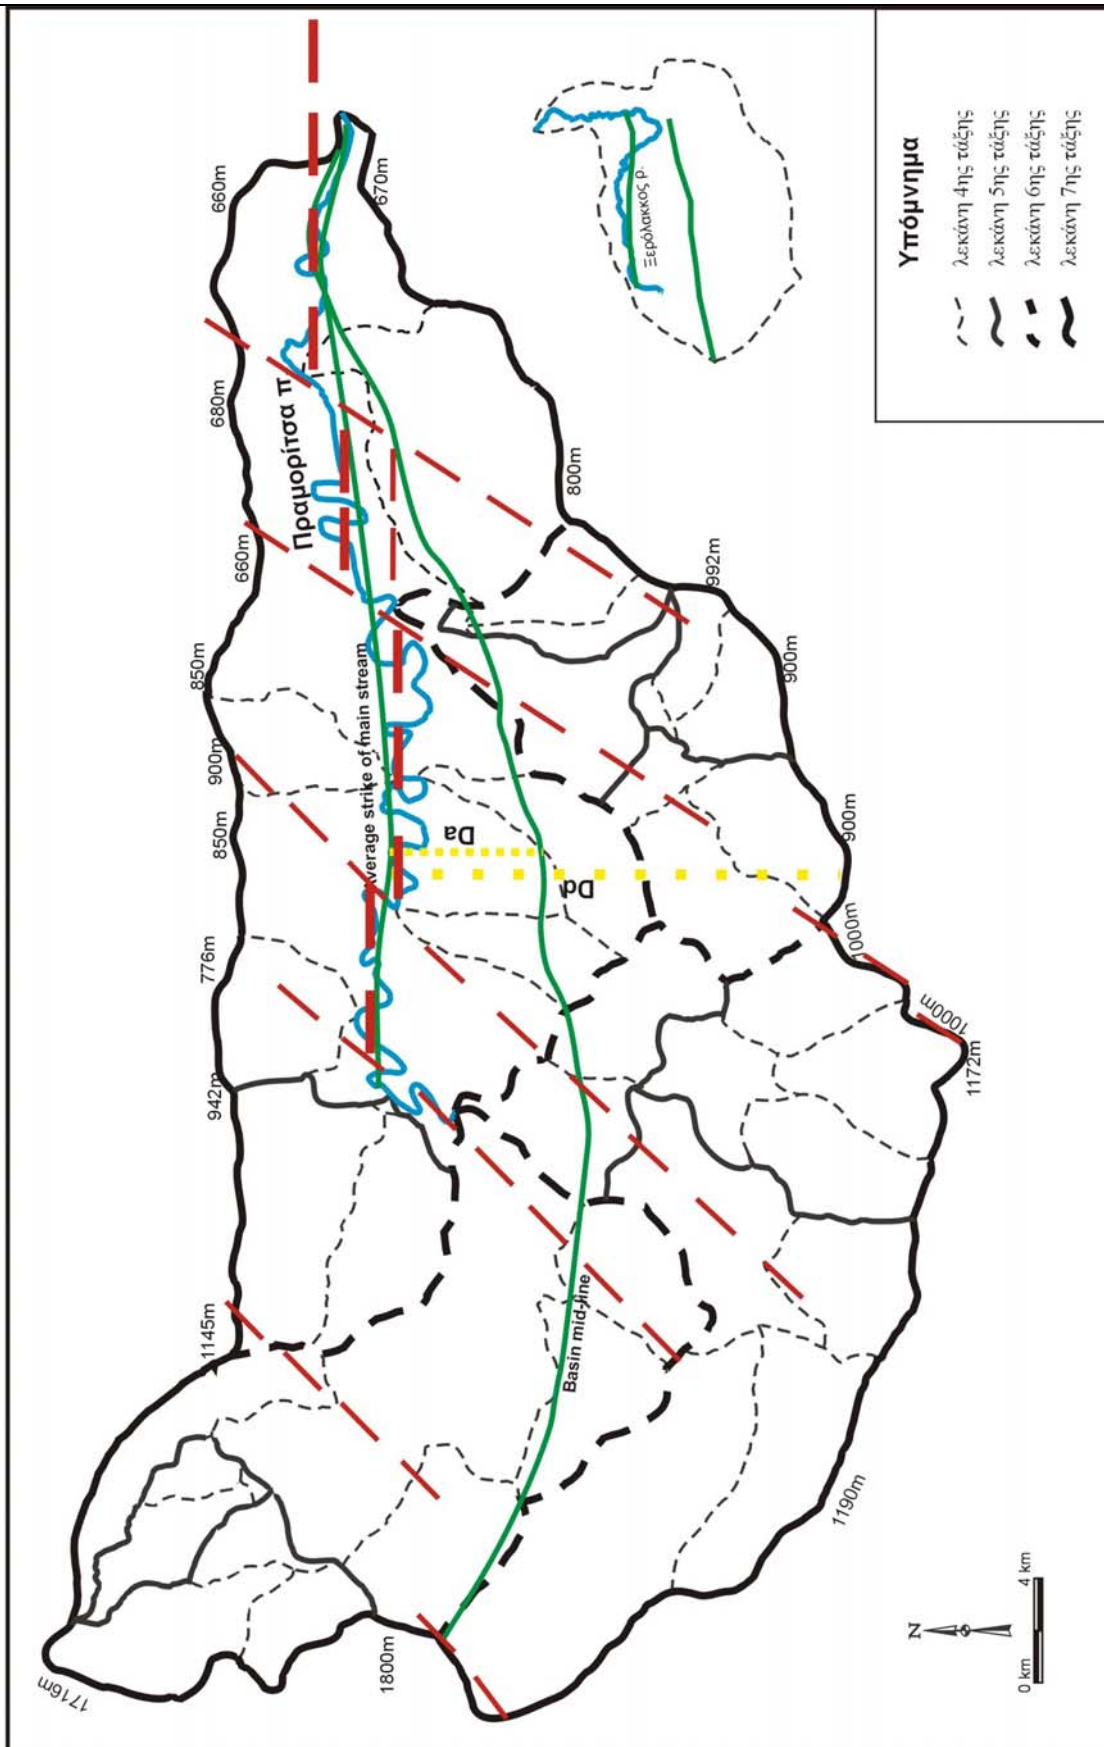 1716m
1800m
1145m
942m
776m
850m
900m
850m
660m
680m
660m
670m
800m
992m
900m
900m
1000m
1000m
1172m
1190m
Πραμορίτσα π.
Average strike of main stream
Basin mid-line
Da
Dd
Ξερόλακκος ρ.
Υπόμνημα
λεκάνη 4ης τάξης
λεκάνη 5ης τάξης
λεκάνη 6ης τάξης
λεκάνη 7ης τάξης
N
0 km 4 km